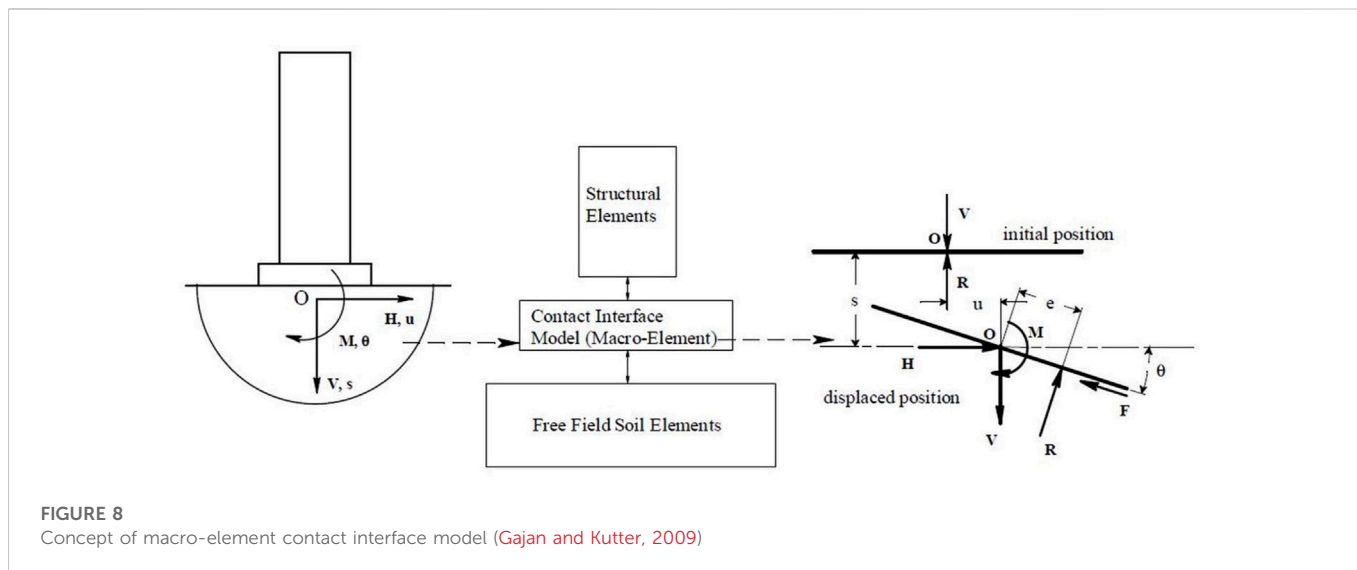 O
H, u
M, θ
V, s
Structural
Elements
Contact Interface
Model (Macro-Element)
Free Field Soil Elements
V
O
initial position
R
s
u
e
O
M
H
θ
displaced position
F
V
R
FIGURE 8
Concept of macro-element contact interface model (Gajan and Kutter, 2009)